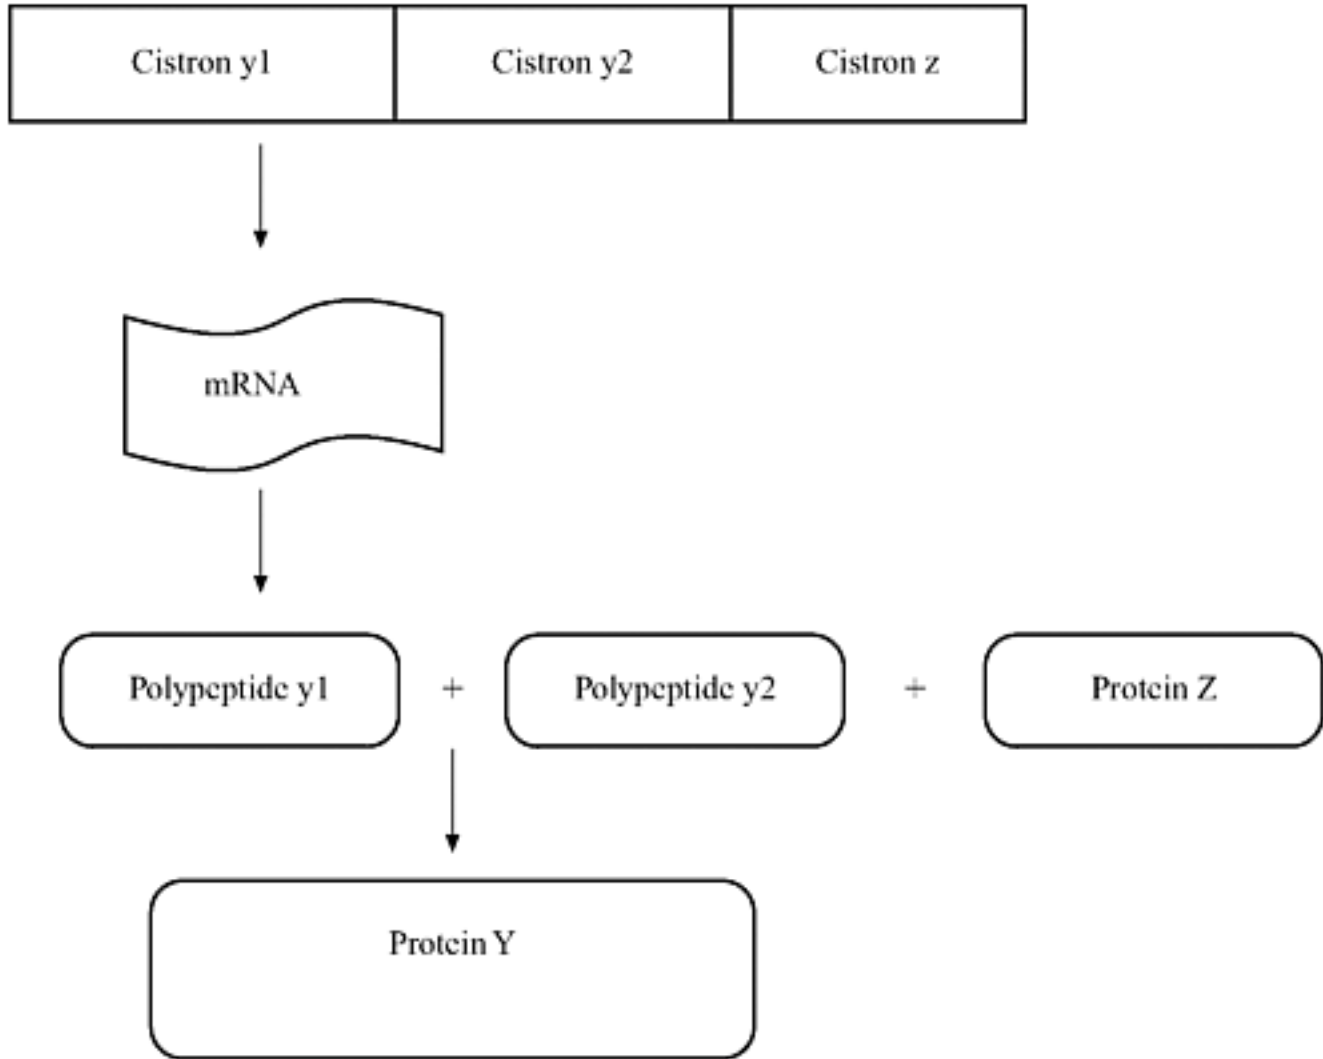 Cistron y1
Cistron y2
Cistron z
mRNA
Polypeptide y1 + Polypeptide y2 + Protein Z
Protein Y